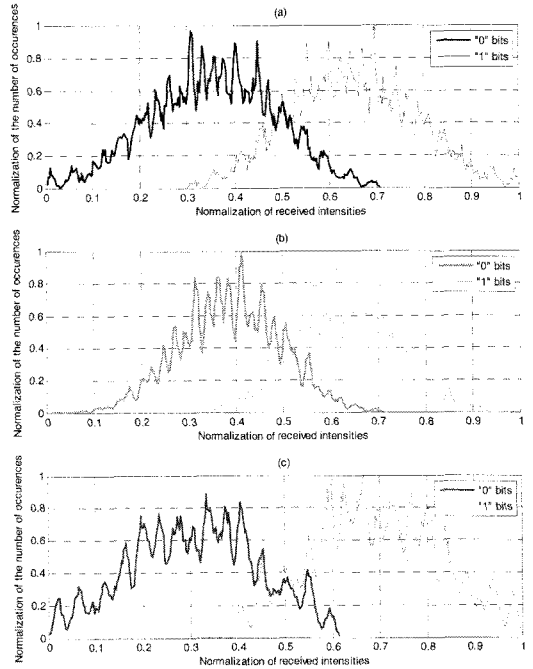 (a)
Normalization of the number of occurences
1
0.8
0.6
0.4
0.2
0
"0" bits
"1" bits
0 0.1 0.2 0.3 0.4 0.5 0.6 0.7 0.8 0.9 1
Normalization of received intensities
(b)
Normalization of the number of occurences
1
0.8
0.6
0.4
0.2
0
"0" bits
"1" bits
0 0.1 0.2 0.3 0.4 0.5 0.6 0.7 0.8 0.9 1
Normalization of received intensities
(c)
Normalization of the number of occurences
1
0.8
0.6
0.4
0.2
0
"0" bits
"1" bits
0 0.1 0.2 0.3 0.4 0.5 0.6 0.7 0.8 0.9 1
Normalization of received intensities